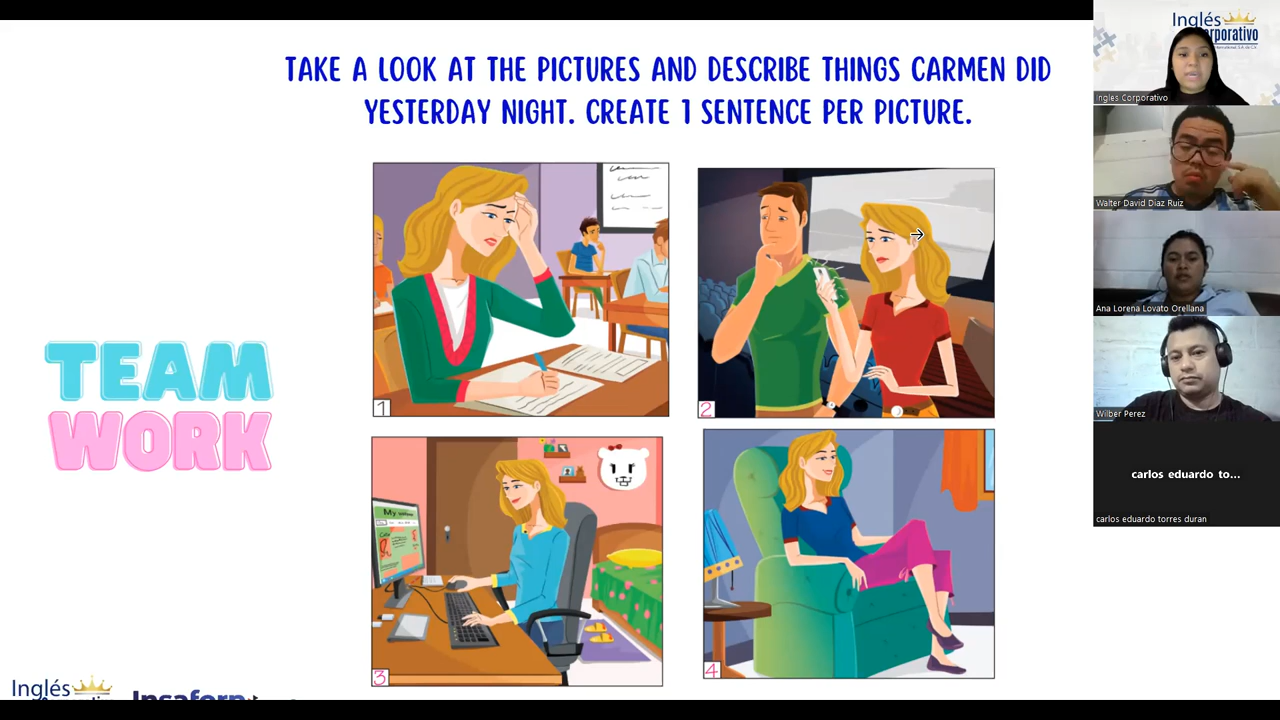 TAKE A LOOK AT THE PICTURES AND DESCRIBE THINGS CARMEN DID
YESTERDAY NIGHT. CREATE 1 SENTENCE PER PICTURE.
TEAM
WORK
1
2
My
3
4
Inglés
Insaforp
Inglés
Corporativo
Ingles Corporativo
Walter David Diaz Ruiz
Ana Lorena Lovato Orellana
Wilber Perez
carlos eduardo to...
carlos eduardo torres duran